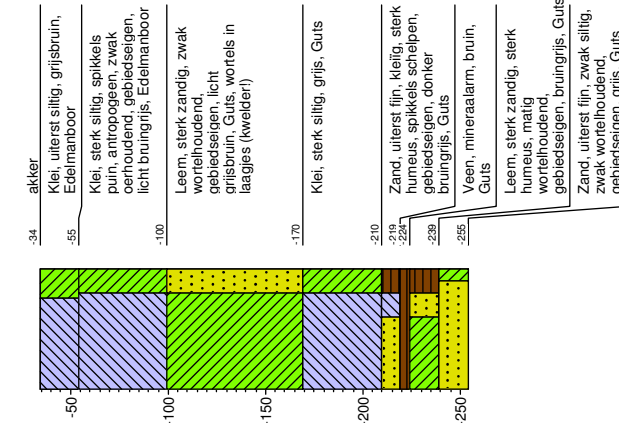 akker
-34
Klei, uiterst siltig, grijsbruin,
Edelmanboor
-55
Klei, sterk siltig, spikkels
puin, antropogeen, zwak
oerhoudend, gebiedseigen,
licht bruingrijs, Edelmanboor
-100
Leem, sterk zandig, zwak
wortelhoudend,
gebiedseigen, licht
grijsbruin, Guts, wortels in
laagjes (kwelder!)
-170
Klei, sterk siltig, grijs, Guts
-210
Zand, uiterst fijn, kleiig, sterk
humeus, spikkels schelpen,
gebiedseigen, donker
bruingrijs, Guts
-219
Veen, mineraalarm, bruin,
Guts
-224
Leem, sterk zandig, sterk
humeus, matig
wortelhoudend,
gebiedseigen, bruingrijs, Guts
-239
Zand, uiterst fijn, zwak siltig,
zwak wortelhoudend,
gebiedseigen, grijs, Guts
-255
-50
-100
-150
-200
-250